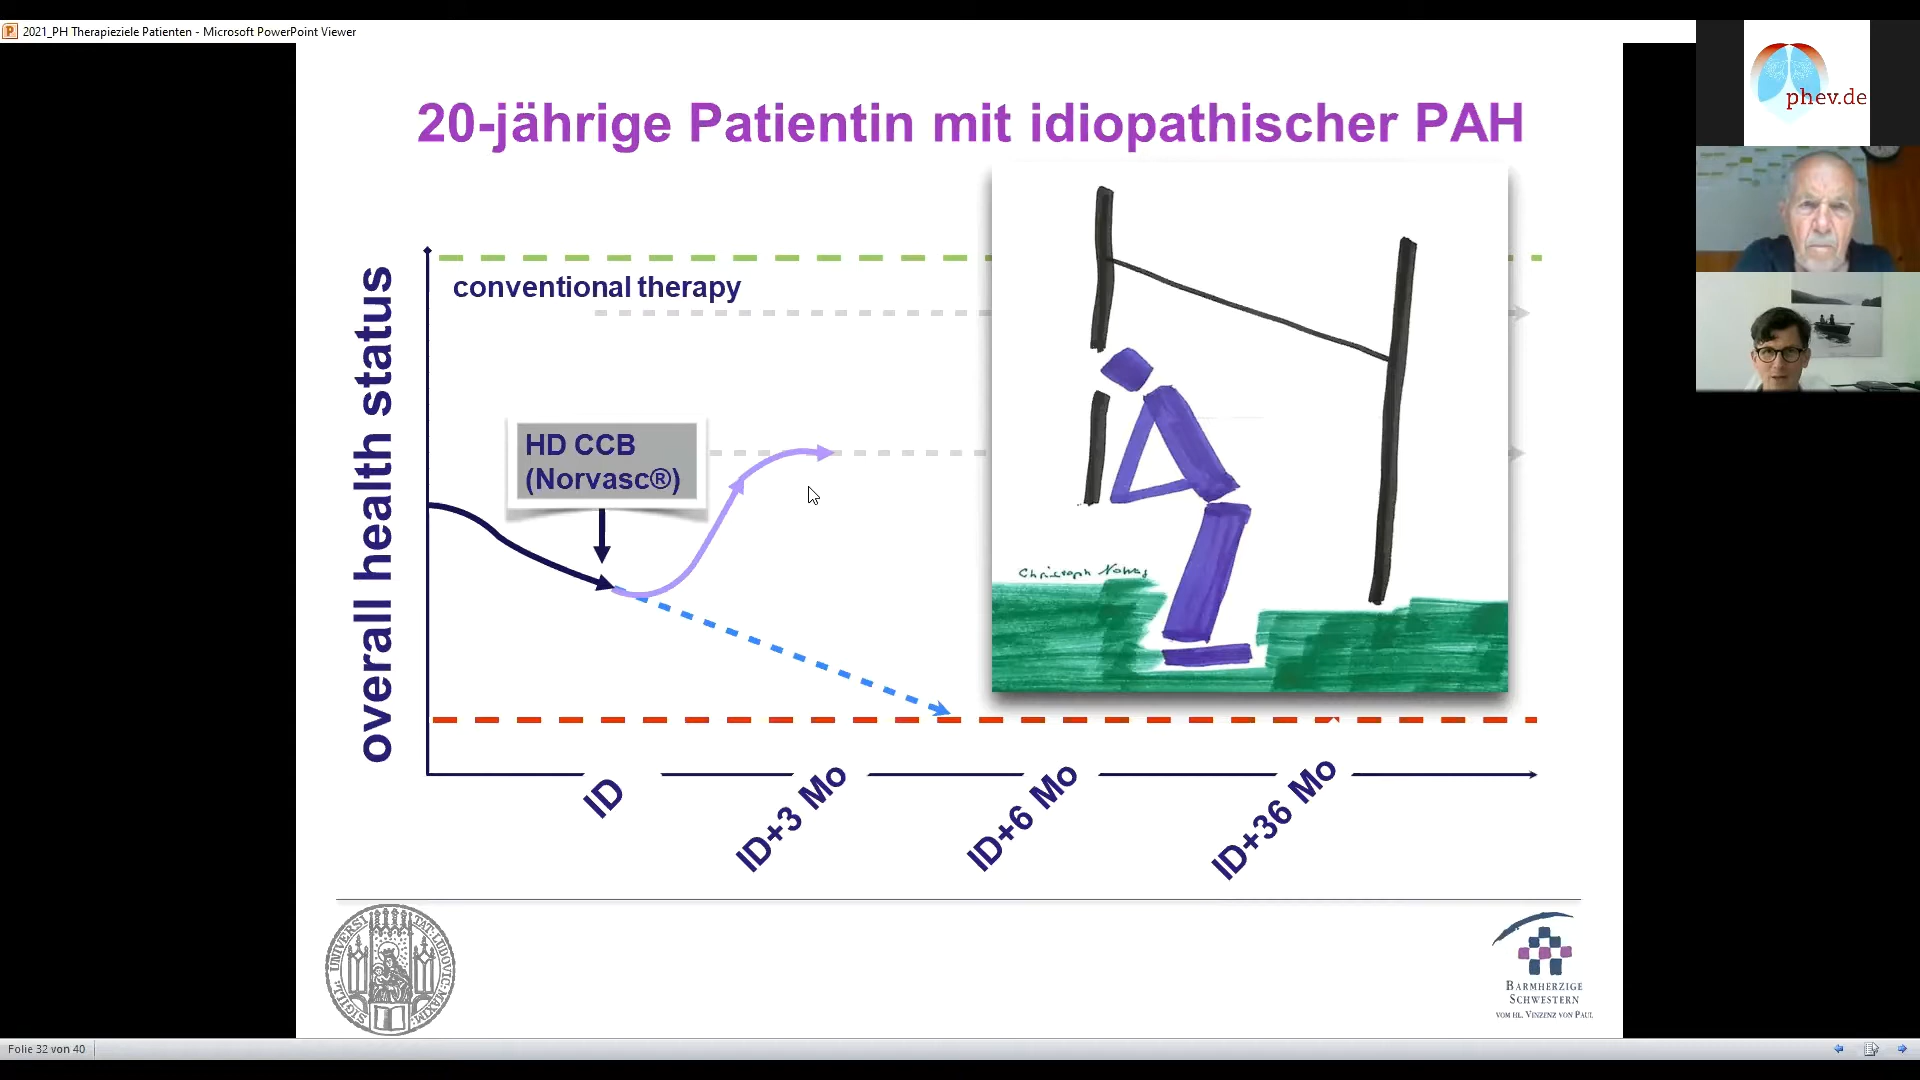 2021_PH Therapieziele Patienten - Microsoft PowerPoint Viewer
phev.de
20-jährige Patientin mit idiopathischer PAH
overall health status
conventional therapy
HD CCB
(Norvasc®)
Christoph
ID
ID+3 Mo
ID+6 Mo
ID+36 Mo
BARMHERZIGE
SCHWESTERN
VOM HL. VINZENZ VON PAUL
Folie 32 von 40